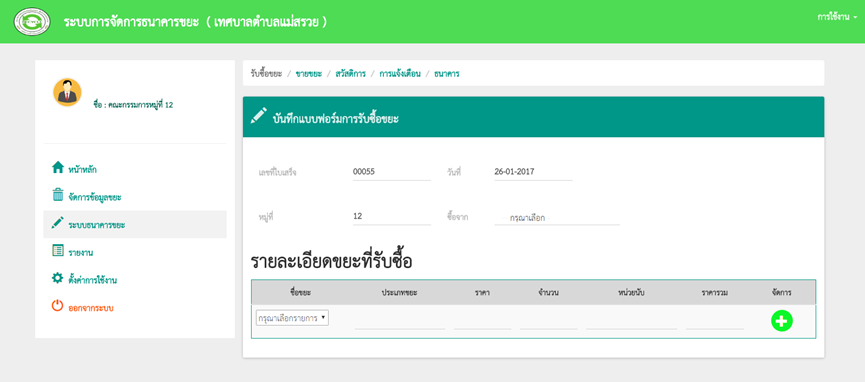 ระบบการจัดการธนาคารขยะ ( เทศบาลตำบลแม่สรวย )
การใช้งาน
ชื่อ : คณะกรรมการหมู่ที่ 12
หน้าหลัก
จัดการข้อมูลขยะ
ระบบธนาคารขยะ
รายงาน
ตั้งค่าการใช้งาน
ออกจากระบบ
รับซื้อขยะ / ขายขยะ / สวัสดิการ / การแจ้งเตือน / ธนาคาร
บันทึกแบบฟอร์มการรับซื้อขยะ
เลขที่ใบเสร็จ 00055 วันที่ 26-01-2017
หมู่ที่ 12 ซื้อจาก กรุณาเลือก
รายละเอียดขยะที่รับซื้อ
ชื่อขยะ ประเภทขยะ ราคา จำนวน หน่วยนับ ราคารวม จัดการ
กรุณาเลือกรายการ